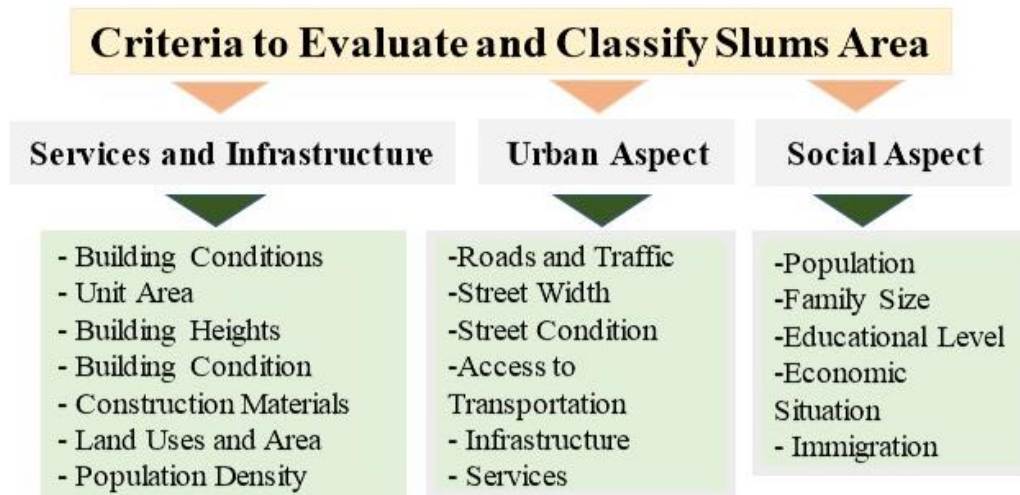 Criteria to Evaluate and Classify Slums Area
Services and Infrastructure
- Building Conditions
- Unit Area
- Building Heights
- Building Condition
- Construction Materials
- Land Uses and Area
- Population Density
Urban Aspect
-Roads and Traffic
-Street Width
-Street Condition
-Access to
Transportation
- Infrastructure
- Services
Social Aspect
-Population
-Family Size
-Educational Level
-Economic
Situation
- Immigration